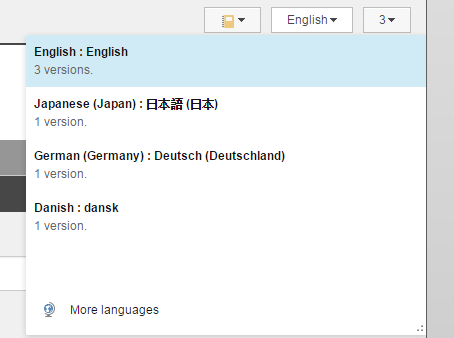 English 3
English : English
3 versions.
Japanese (Japan) : 日本語 (日本)
1 version.
German (Germany) : Deutsch (Deutschland)
1 version.
Danish : dansk
1 version.
More languages